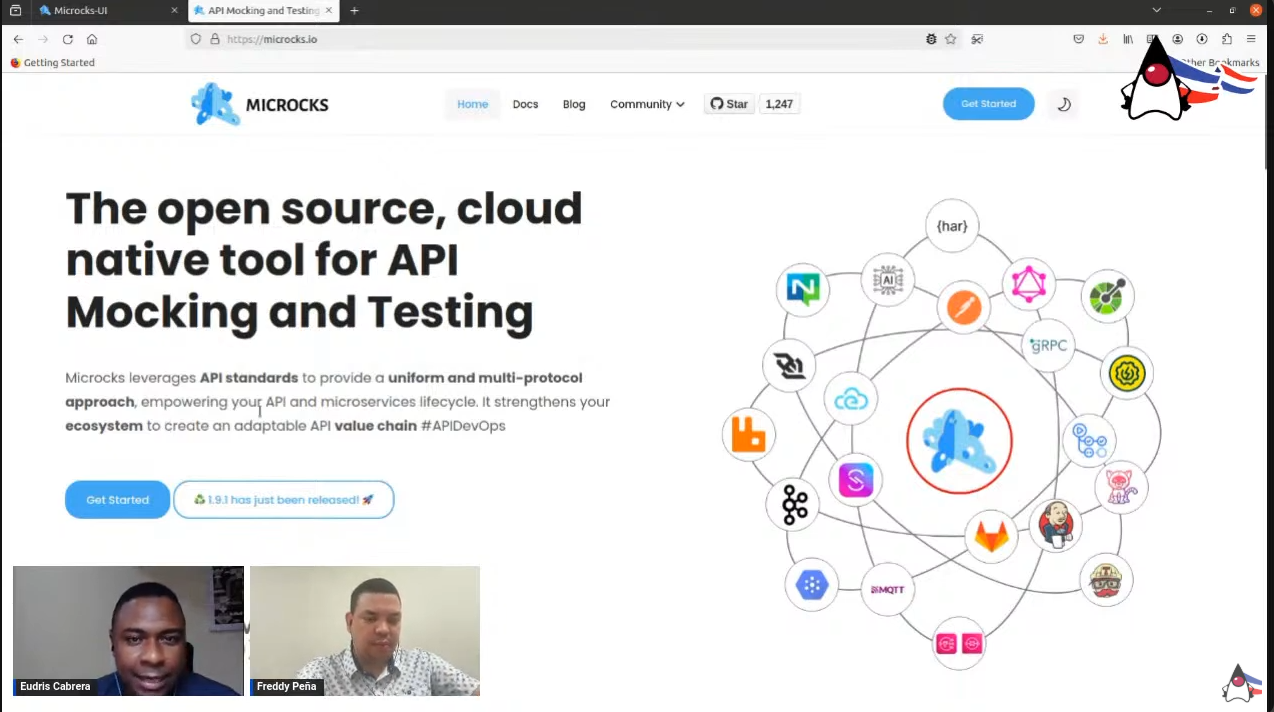 Microcks-UI
API Mocking and Testing
https://microcks.io
Getting Started
Other Bookmarks
MICROCKS
Home
Docs
Blog
Community
Star
1,247
Get Started
The open source, cloud
native tool for API
Mocking and Testing
Microcks leverages API standards to provide a uniform and multi-protocol
approach, empowering your API and microservices lifecycle. It strengthens your
ecosystem to create an adaptable API value chain #APIDevOps
Get Started
1.9.1 has just been released!
{har}
N
AI
gRPC
MQTT
Eudris Cabrera
Freddy Peña